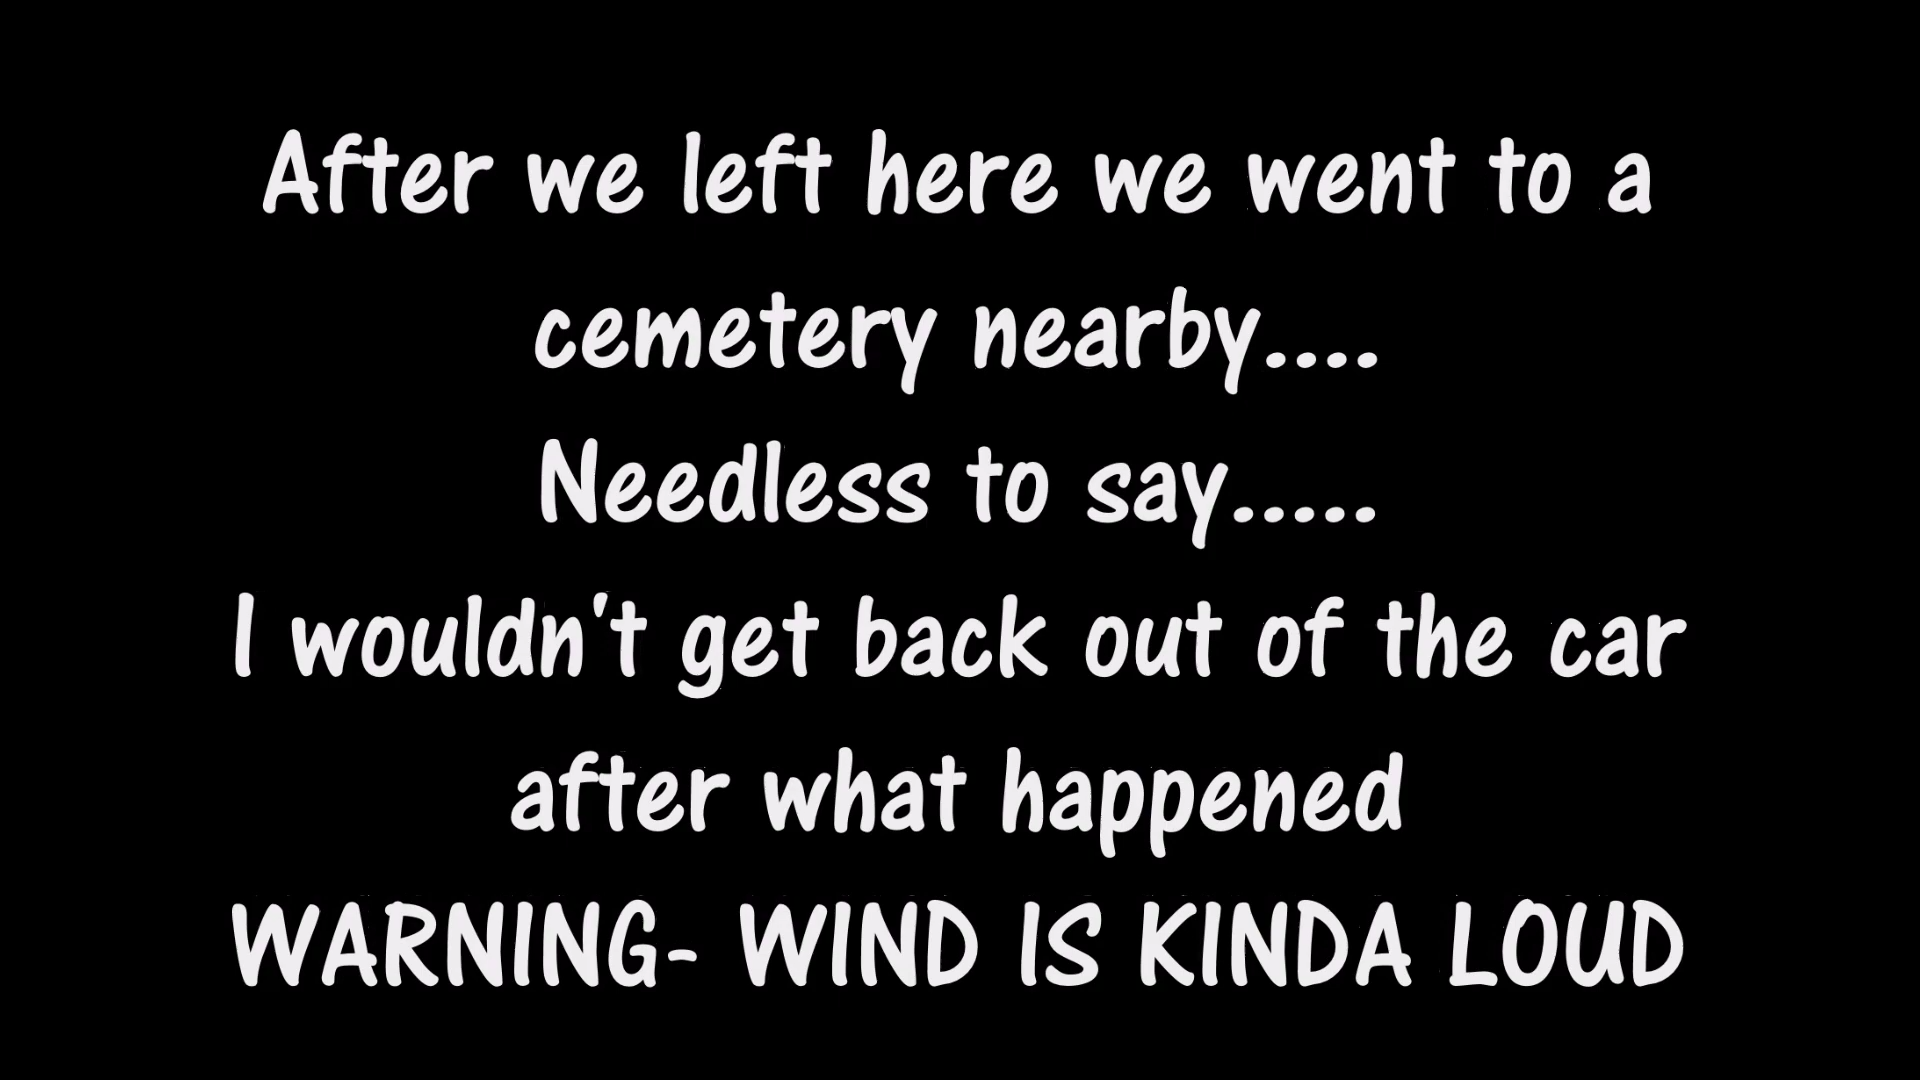 After we left here we went to a
cemetery nearby....
Needless to say.....
I wouldn't get back out of the car
after what happened
WARNING- WIND IS KINDA LOUD